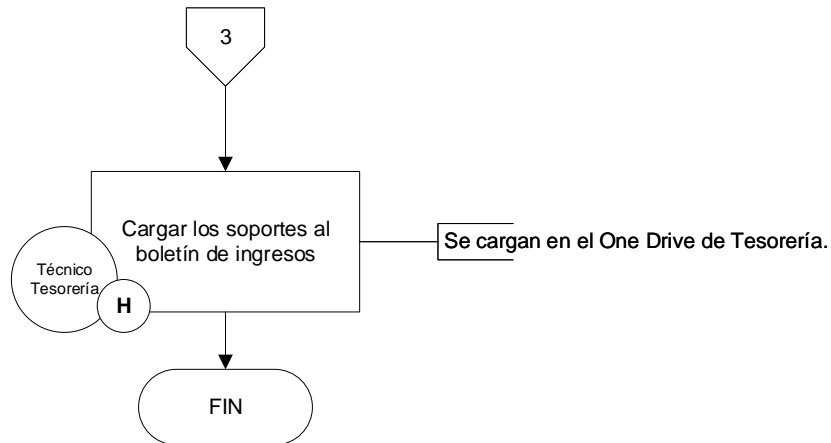 3
Cargar los soportes al
boletín de ingresos
Se cargan en el One Drive de Tesorería.
Técnico
Tesorería
H
FIN